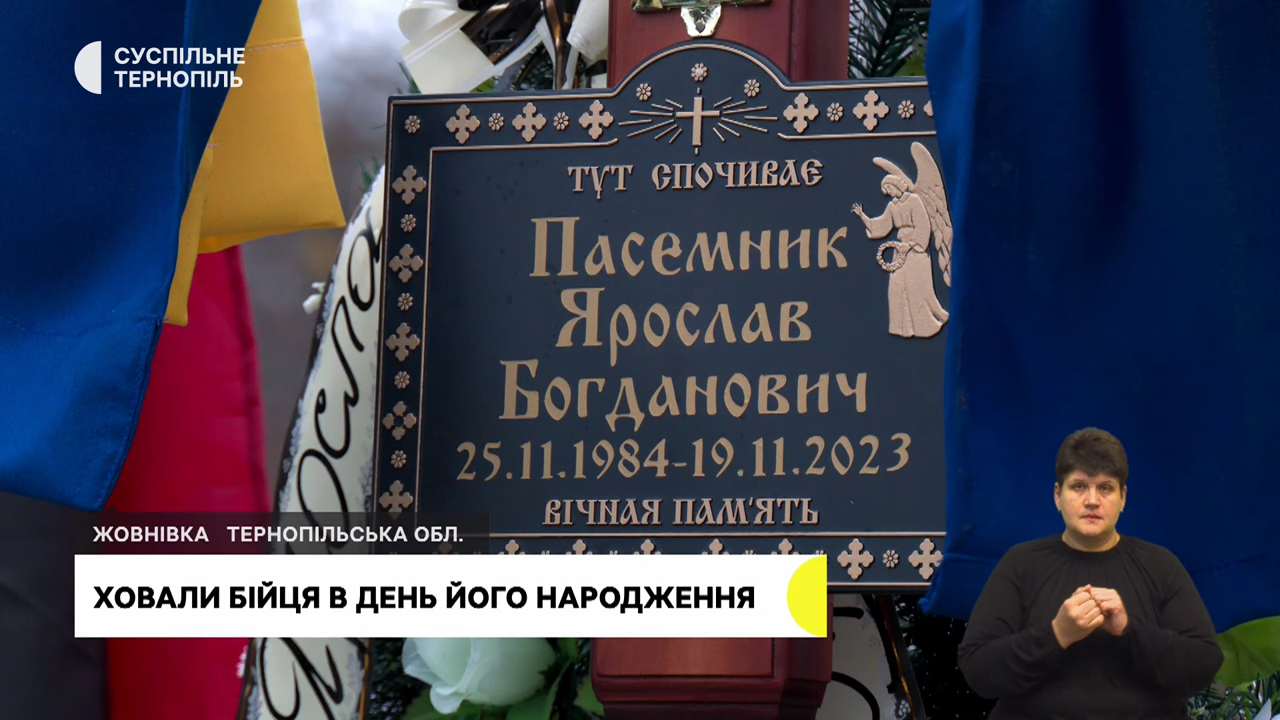 СУСПІЛЬНЕ
ТЕРНОПІЛЬ
ТУТ СПОЧИВАЄ
Пасемник
Ярослав
Богданович
25.11.1984-19.11.2023
ВІЧНАЯ ПАМ'ЯТЬ
ЖОВНІВКА ТЕРНОПІЛЬСЬКА ОБЛ.
ХОВАЛИ БІЙЦЯ В ДЕНЬ ЙОГО НАРОДЖЕННЯ